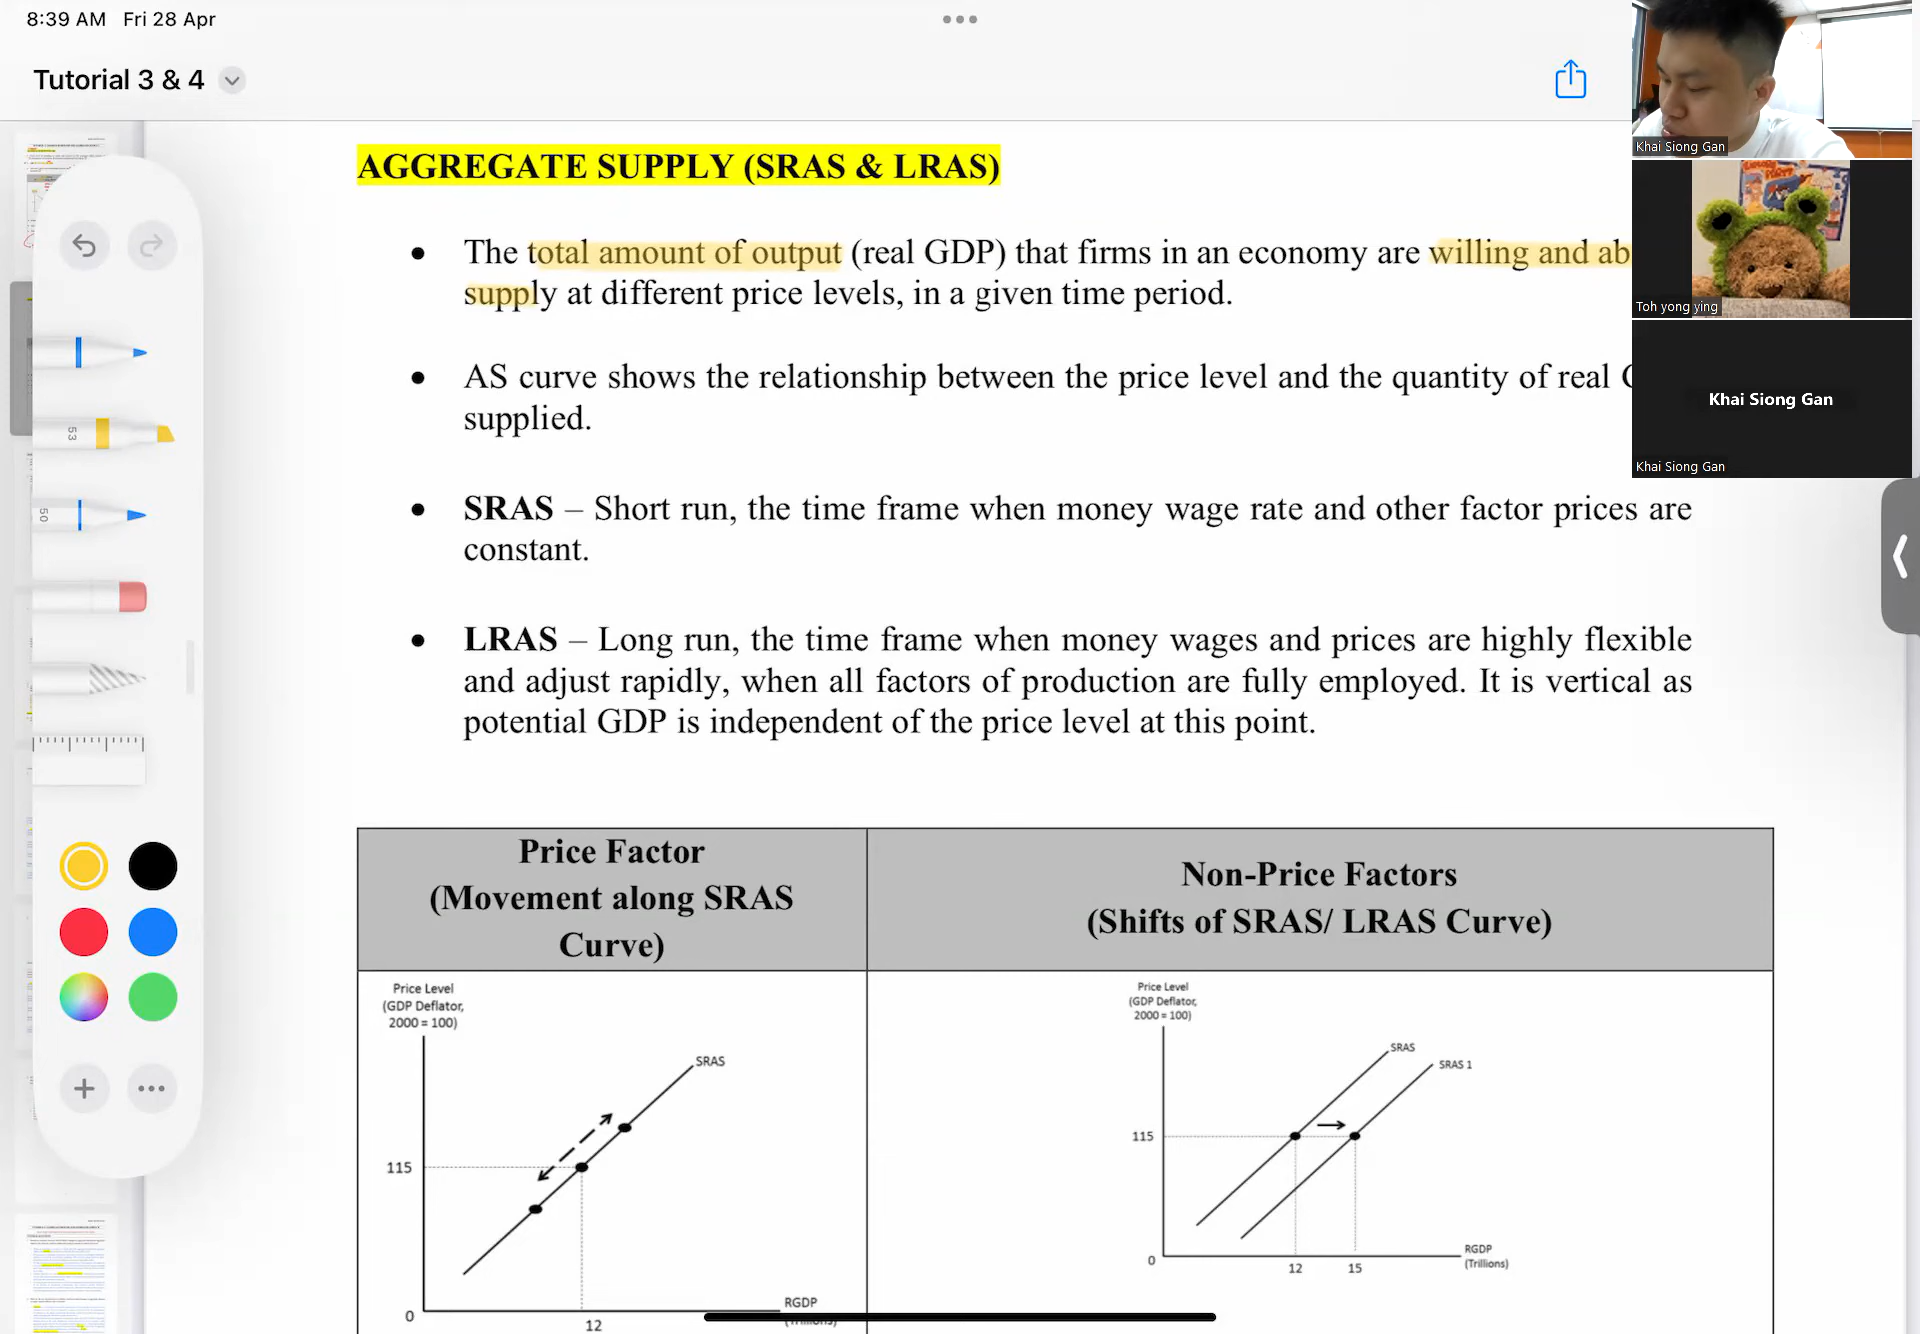 8:39 AM Fri 28 Apr
Tutorial 3 & 4
Khai Siong Gan
Toh yong ying
Khai Siong Gan
Khai Siong Gan
53
50
AGGREGATE SUPPLY (SRAS & LRAS)
• The total amount of output (real GDP) that firms in an economy are willing and ab
supply at different price levels, in a given time period.
• AS curve shows the relationship between the price level and the quantity of real
supplied.
• SRAS – Short run, the time frame when money wage rate and other factor prices are
constant.
• LRAS – Long run, the time frame when money wages and prices are highly flexible
and adjust rapidly, when all factors of production are fully employed. It is vertical as
potential GDP is independent of the price level at this point.
Price Factor
(Movement along SRAS
Curve)
Non-Price Factors
(Shifts of SRAS/ LRAS Curve)
Price Level
(GDP Deflator,
2000 = 100)
SRAS
115
0
12
RGDP
Price Level
(GDP Deflator,
2000 = 100)
SRAS
SRAS 1
115
0
12
15
RGDP
(Trillions)